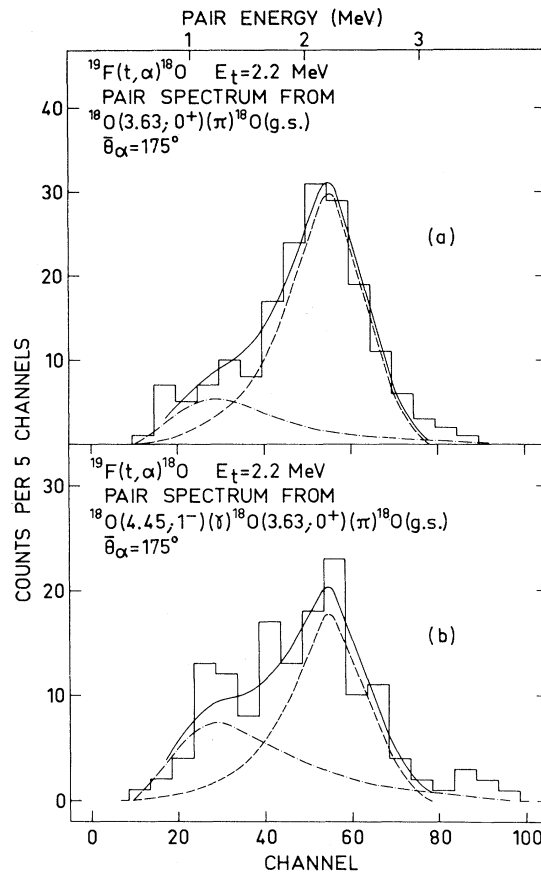 PAIR ENERGY (MeV)
1 2 3
¹⁹F(t,α)¹⁸O Eₜ=2.2 MeV
PAIR SPECTRUM FROM
¹⁸O(3.63; 0⁺)(π)¹⁸O(g.s.)
θ̄α=175°
(a)
40
30
20
10
COUNTS PER 5 CHANNELS
¹⁹F(t,α)¹⁸O Eₜ=2.2 MeV
PAIR SPECTRUM FROM
¹⁸O(4.45; 1⁻)(γ)¹⁸O(3.63; 0⁺)(π)¹⁸O(g.s.)
θ̄α=175°
(b)
20
10
0
0 20 40 60 80 100
CHANNEL